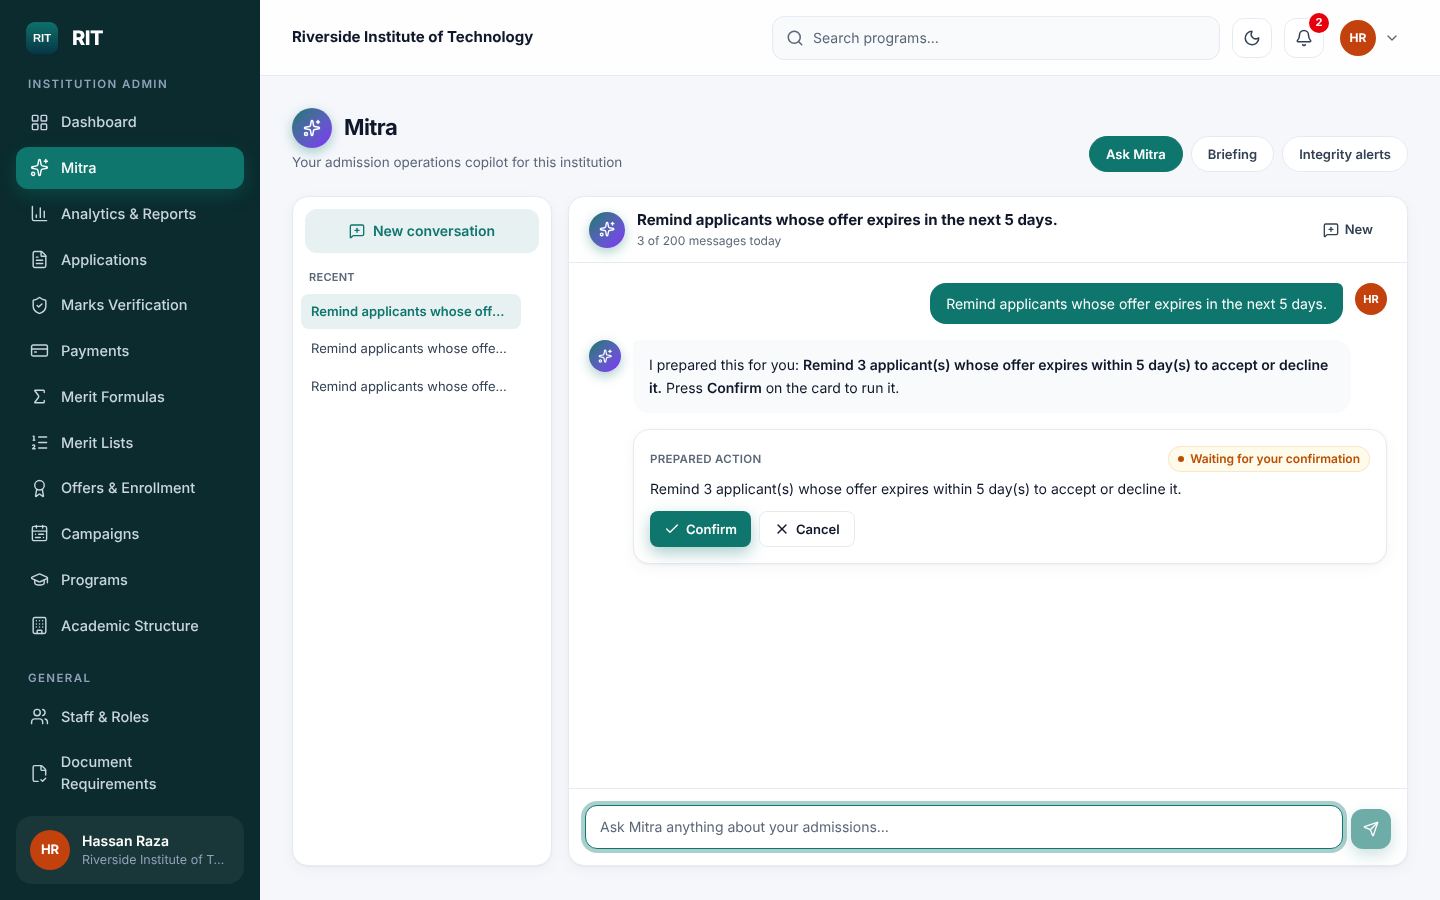 RIT
RIT
INSTITUTION ADMIN
Dashboard
Mitra
Analytics & Reports
Applications
Marks Verification
Payments
Merit Formulas
Merit Lists
Offers & Enrollment
Campaigns
Programs
Academic Structure
GENERAL
Staff & Roles
Document
Requirements
HR
Hassan Raza
Riverside Institute of T...
Riverside Institute of Technology
Search programs...
2
HR
Mitra
Your admission operations copilot for this institution
Ask Mitra
Briefing
Integrity alerts
New conversation
RECENT
Remind applicants whose off...
Remind applicants whose offe...
Remind applicants whose offe...
Remind applicants whose offer expires in the next 5 days.
3 of 200 messages today
New
Remind applicants whose offer expires in the next 5 days.
HR
I prepared this for you: Remind 3 applicant(s) whose offer expires within 5 day(s) to accept or decline
it. Press Confirm on the card to run it.
PREPARED ACTION
Waiting for your confirmation
Remind 3 applicant(s) whose offer expires within 5 day(s) to accept or decline it.
Confirm
Cancel
Ask Mitra anything about your admissions...